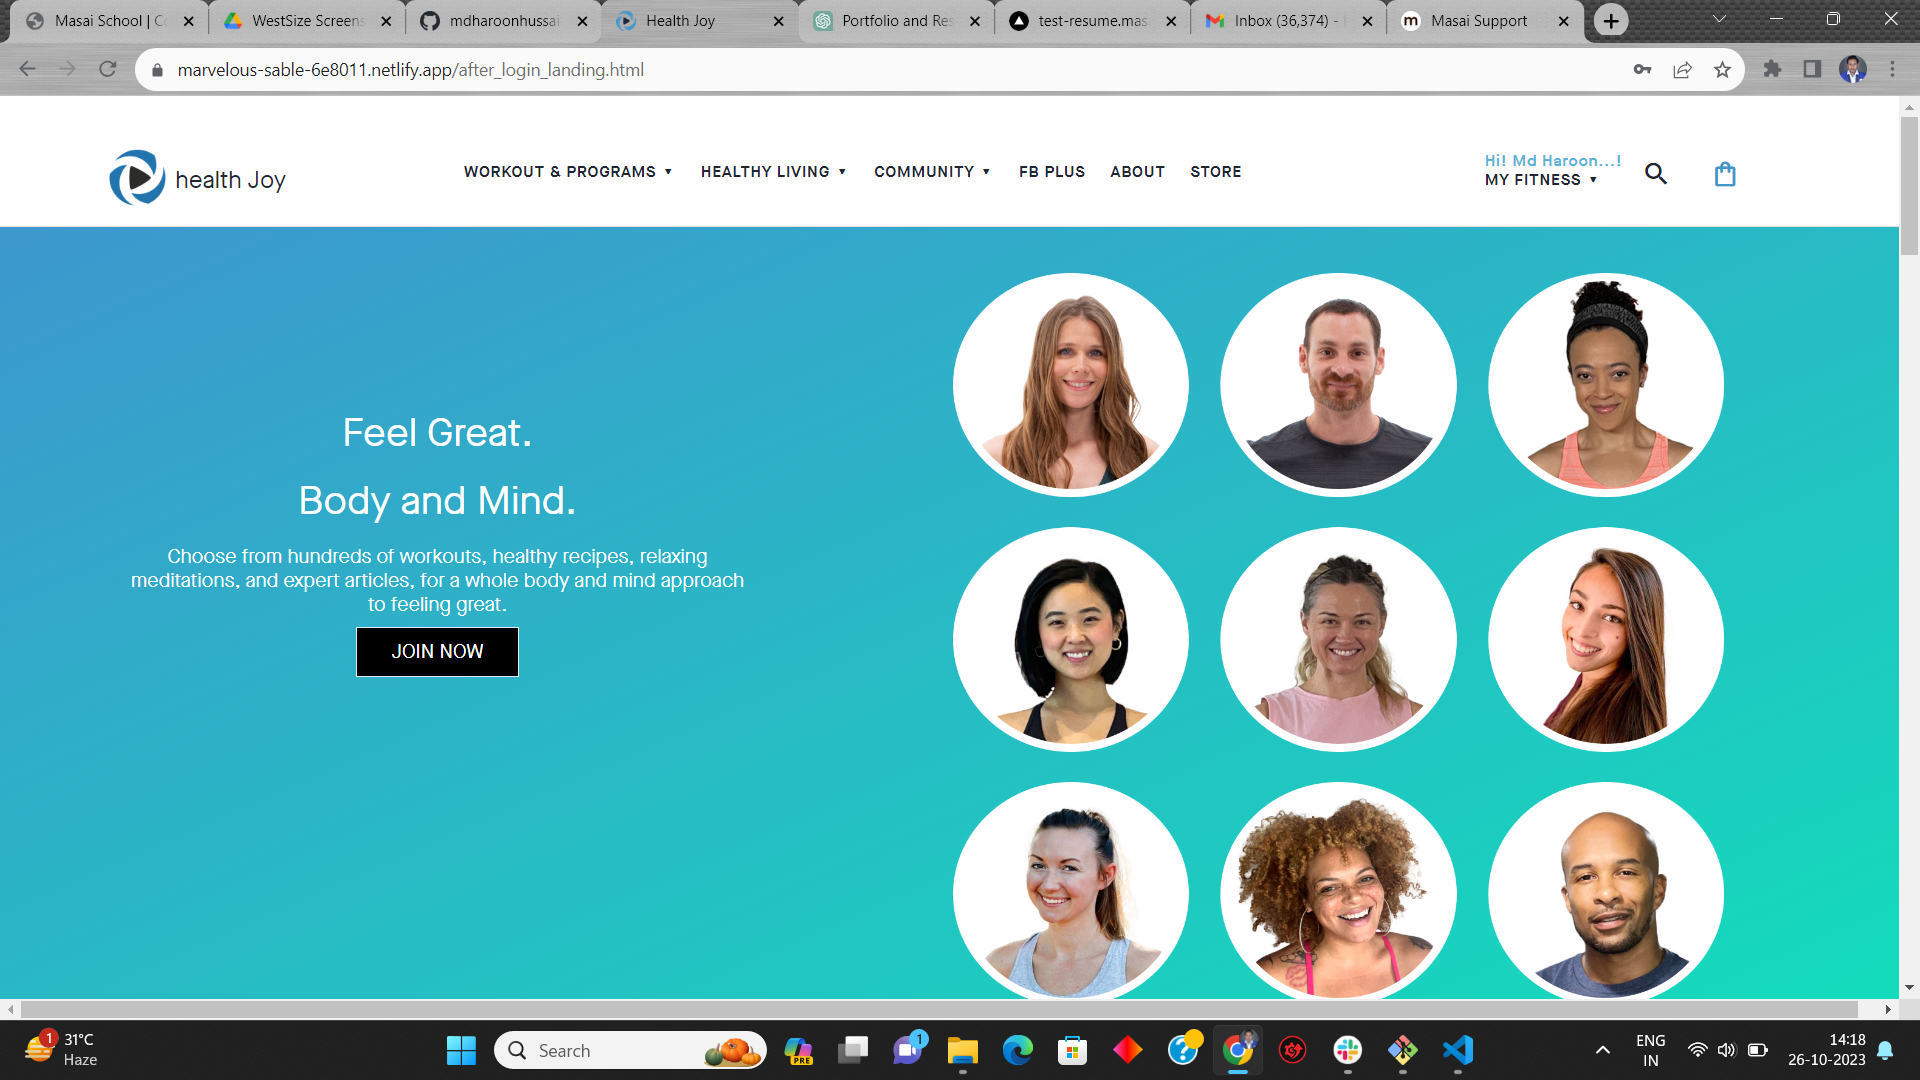 Masai School | Co
WestSize Screens
mdharoonhussai
Health Joy
Portfolio and Res
test-resume.mas
Inbox (36,374) -
Masai Support
marvelous-sable-6e8011.netlify.app/after_login_landing.html
health Joy
WORKOUT & PROGRAMS ▼
HEALTHY LIVING ▼
COMMUNITY ▼
FB PLUS
ABOUT
STORE
Hi! Md Haroon...!
MY FITNESS ▼
Feel Great.
Body and Mind.
Choose from hundreds of workouts, healthy recipes, relaxing
meditations, and expert articles, for a whole body and mind approach
to feeling great.
JOIN NOW
1
31°C
Haze
Search
PRE
1
ENG
IN
14:18
26-10-2023